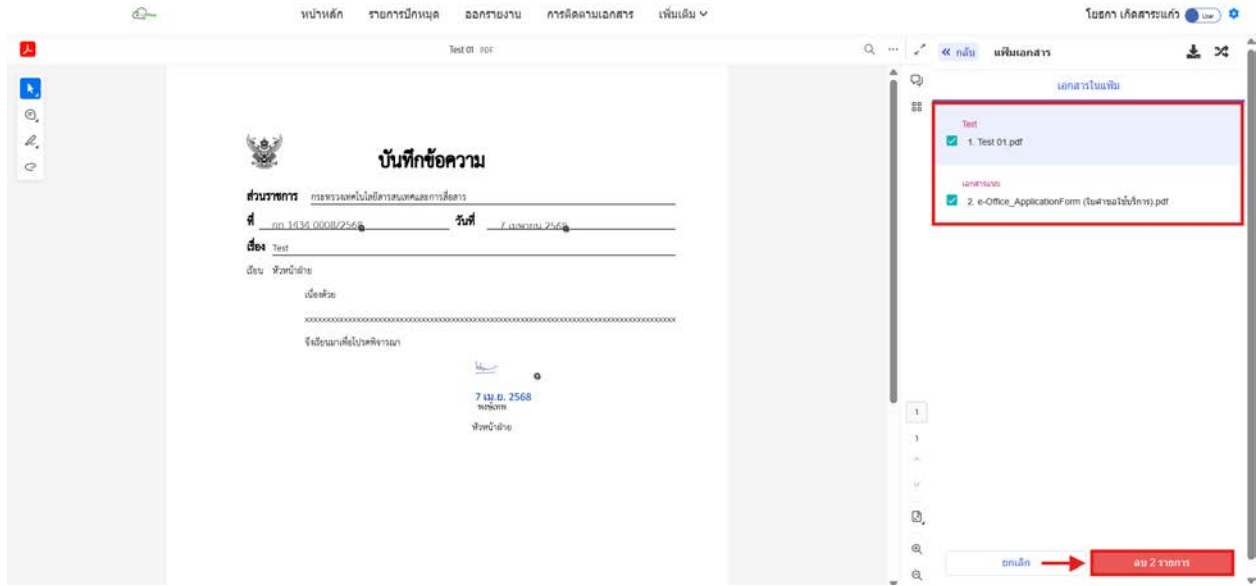 หน้าหลัก รายการปักหมุด ออกรายงาน การติดตามเอกสาร เพิ่มเติม
โยธกา เกิดสาระแก้ว User
Test 01 PDF
กลับ แฟ้มเอกสาร
เอกสารในแฟ้ม
Test
1. Test 01.pdf
เอกสารแนบ
2. e-Office_ApplicationForm (ใบคำขอใช้บริการ).pdf
บันทึกข้อความ
ส่วนราชการ กระทรวงเทคโนโลยีสารสนเทศและการสื่อสาร
ที่ กก 1434.0008/2568 วันที่ 7 เมษายน 2568
เรื่อง Test
เรียน หัวหน้าฝ่าย
เนื่องด้วย
xxxxxxxxxxxxxxxxxxxxxxxxxxxxxxxxxxxxxxxxxxxxxxxxxxxxxxxxxxxxxxxxxxxxxxxxxxxx
จึงเรียนมาเพื่อโปรดพิจารณา
7 เม.ย. 2568
หัวหน้าฝ่าย
1
1
ยกเลิก ลบ 2 รายการ